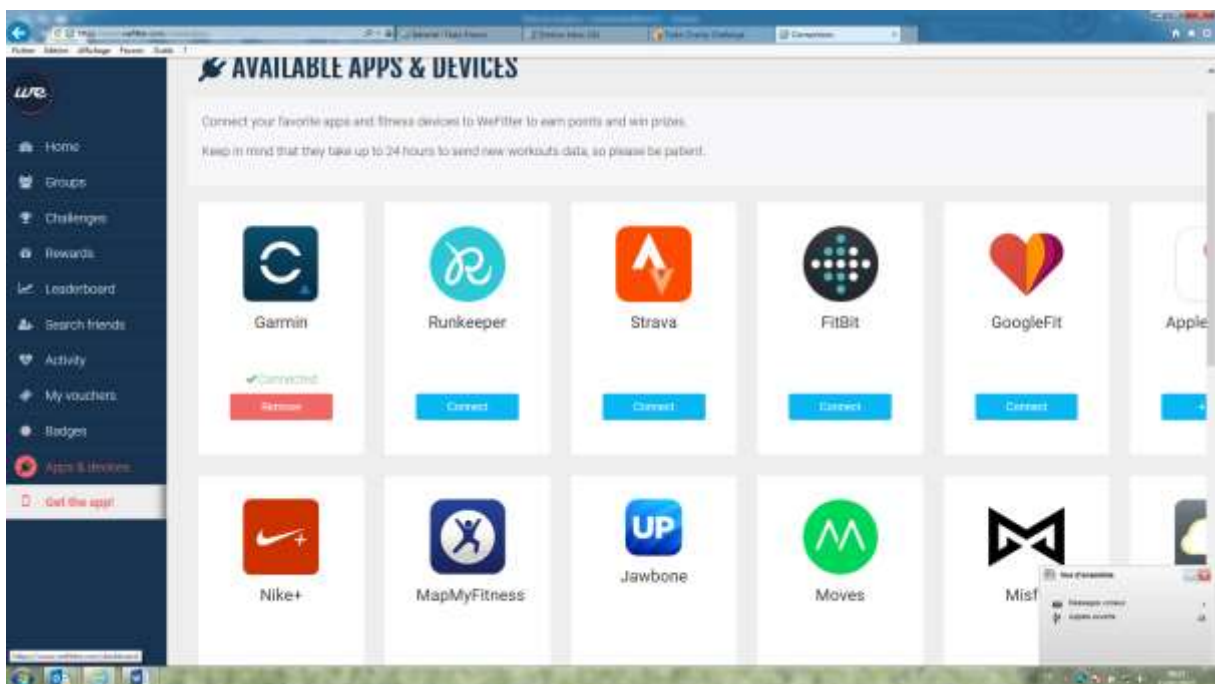 we
AVAILABLE APPS & DEVICES
Connect your favorite apps and fitness devices to WeFitter to earn points and win prizes.
Keep in mind that they take up to 24 hours to send new workouts data, so please be patient.
Home
Groups
Challenges
Rewards
Leaderboard
Search friends
Activity
My vouchers
Badges
Apps & devices
Get the app!
Garmin
Runkeeper
Strava
FitBit
GoogleFit
Apple
Connected
Remove
Connect
Connect
Connect
Connect
UP
Nike+
MapMyFitness
Jawbone
Moves
Misf
Vue d'ensemble